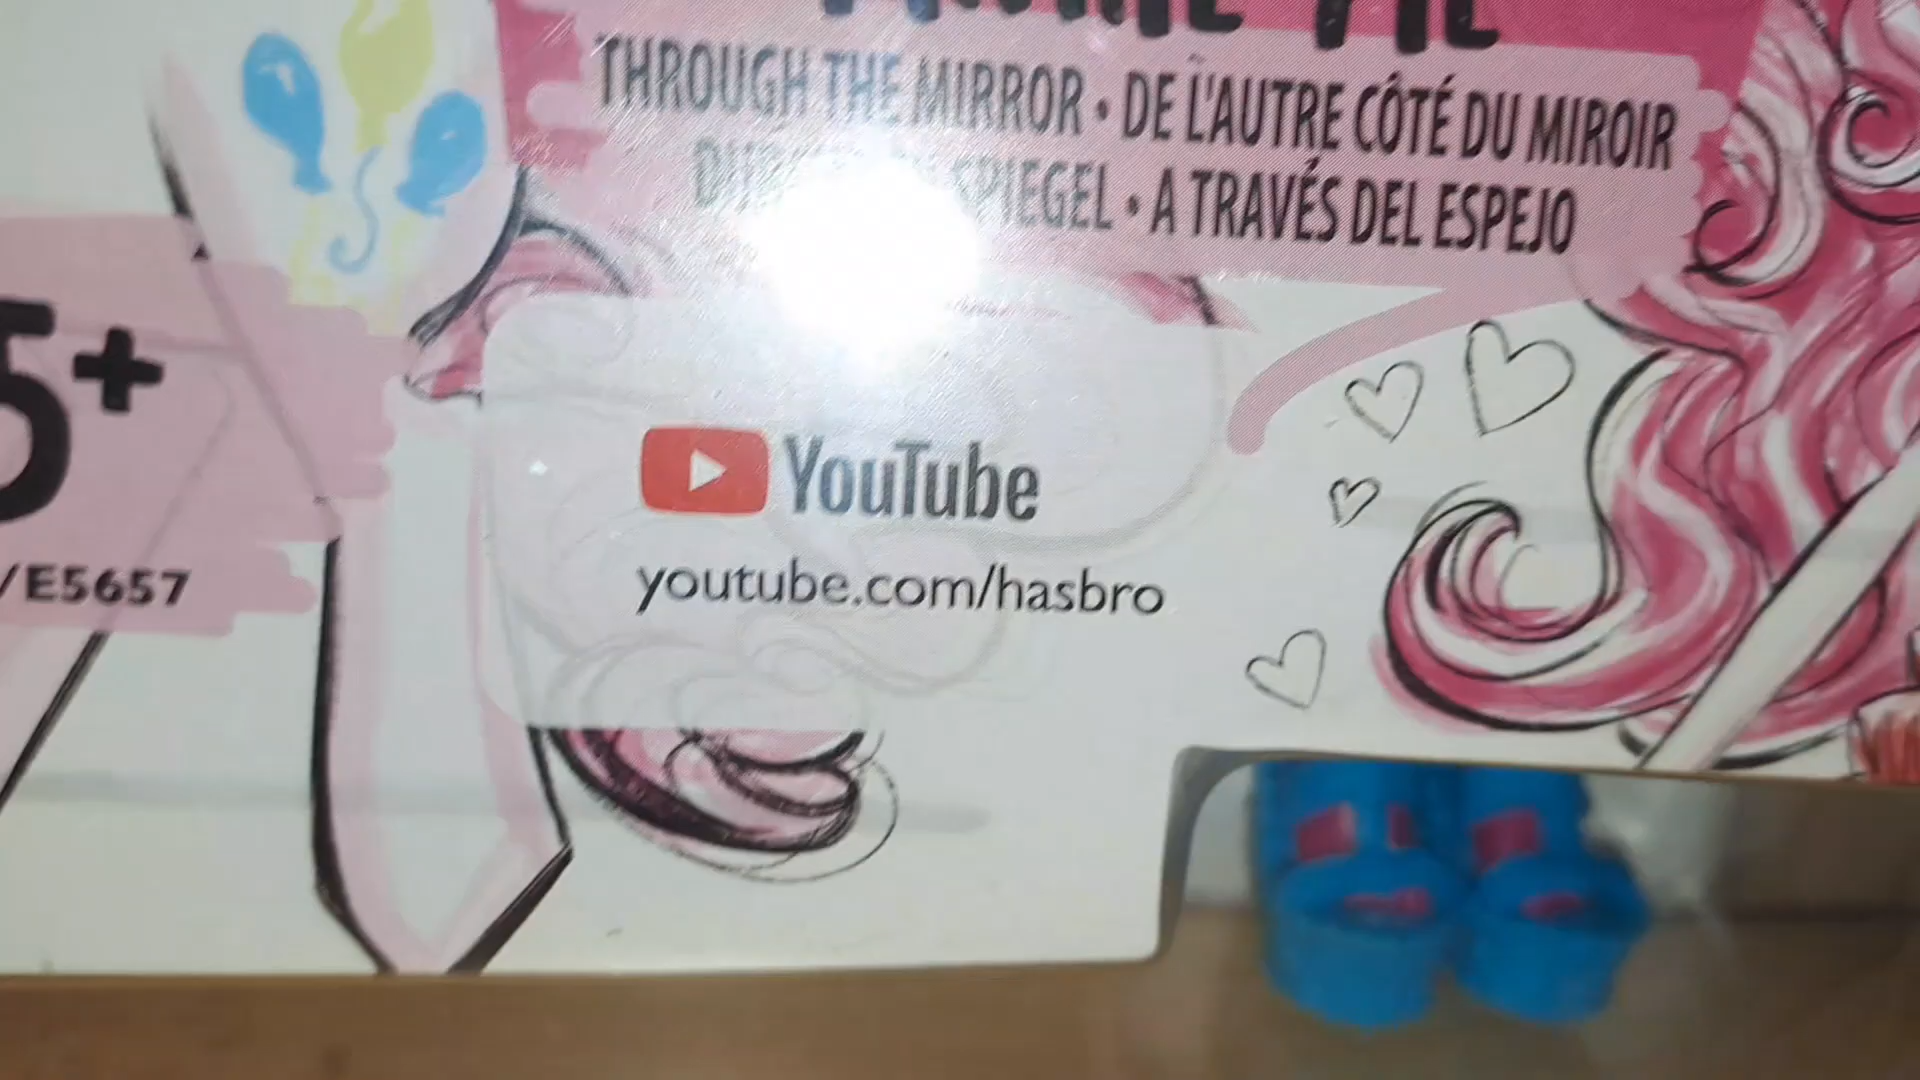 THROUGH THE MIRROR • DE L'AUTRE CÔTÉ DU MIROIR
SPIEGEL • A TRAVÉS DEL ESPEJO
5+
YouTube
/E5657
youtube.com/hasbro